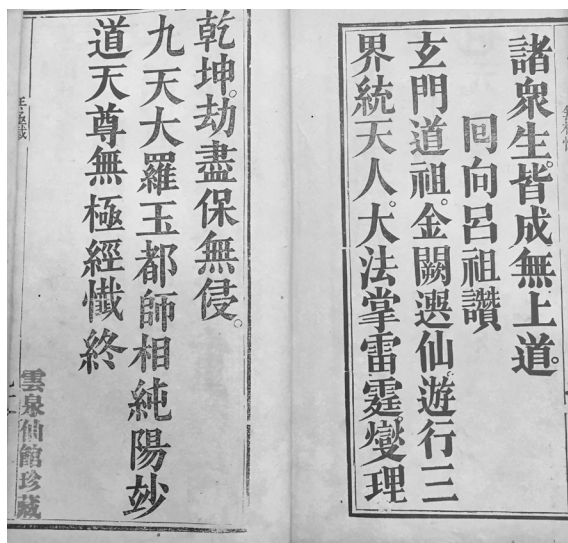 諸衆生。皆成無上道。
回向呂祖讚
玄門道祖。金闕選仙。遊行三
界統天人。大法掌雷霆。燮理
乾坤。劫盡保無侵。
九天大羅玉都師相純陽妙
道天尊無極經懺終
雲泉仙館珍藏